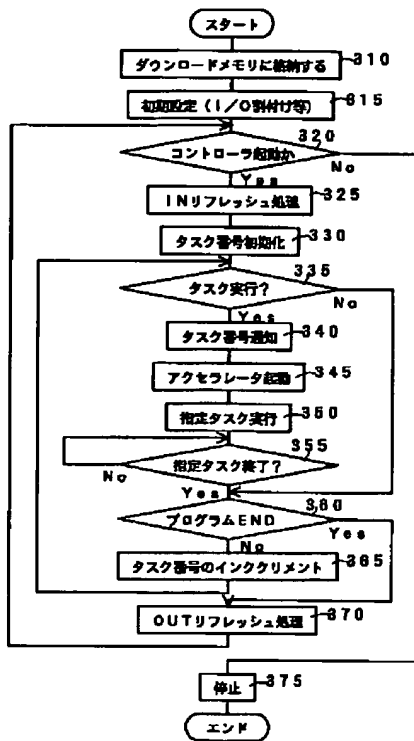 スタート
ダウンロードメモリに格納する 310
初期設定(I/O割付け等) 315
320
コントローラ起動か
No
Yes
INリフレッシュ処理 325
タスク番号初期化 330
335
タスク実行?
No
Yes
タスク番号通知 340
アクセラレータ起動 345
指定タスク実行 350
355
指定タスク終了?
No
Yes
360
プログラムEND
Yes
No
タスク番号のインククリメント 365
OUTリフレッシュ処理 370
停止 375
エンド